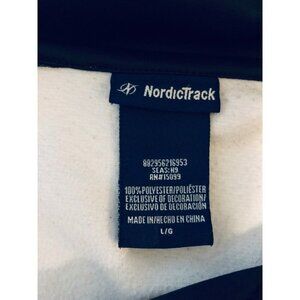 NordicTrack
882956216953
SEAS: H9
RN#15099
100%POLYESTER/POLIÉSTER
EXCLUSIVE OF DECORATION/
EXCLUSIVO DE DECORACIÓN
MADE IN/HECHO EN CHINA
L/G